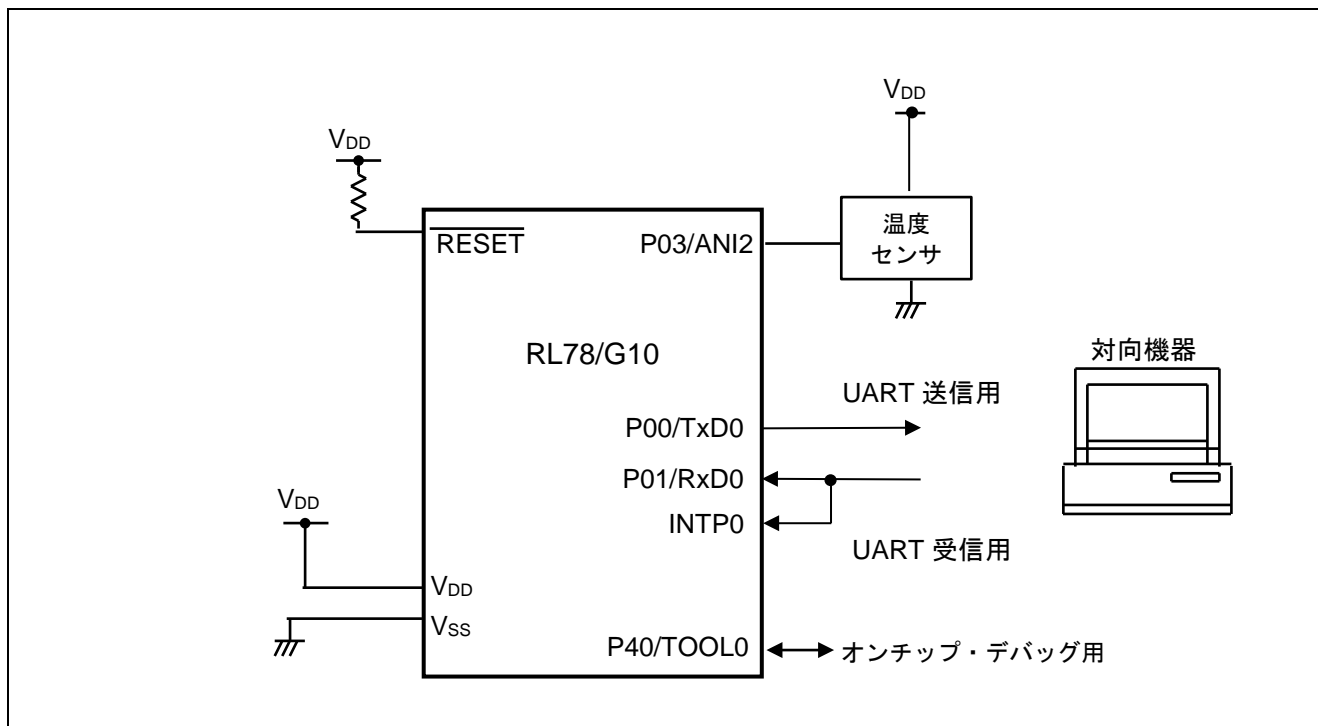 VDD
VDD
RESET
P03/ANI2
温度
センサ
RL78/G10
対向機器
UART 送信用
P00/TxD0
P01/RxD0
INTP0
UART 受信用
VDD
VDD
VSS
P40/TOOL0
オンチップ・デバッグ用